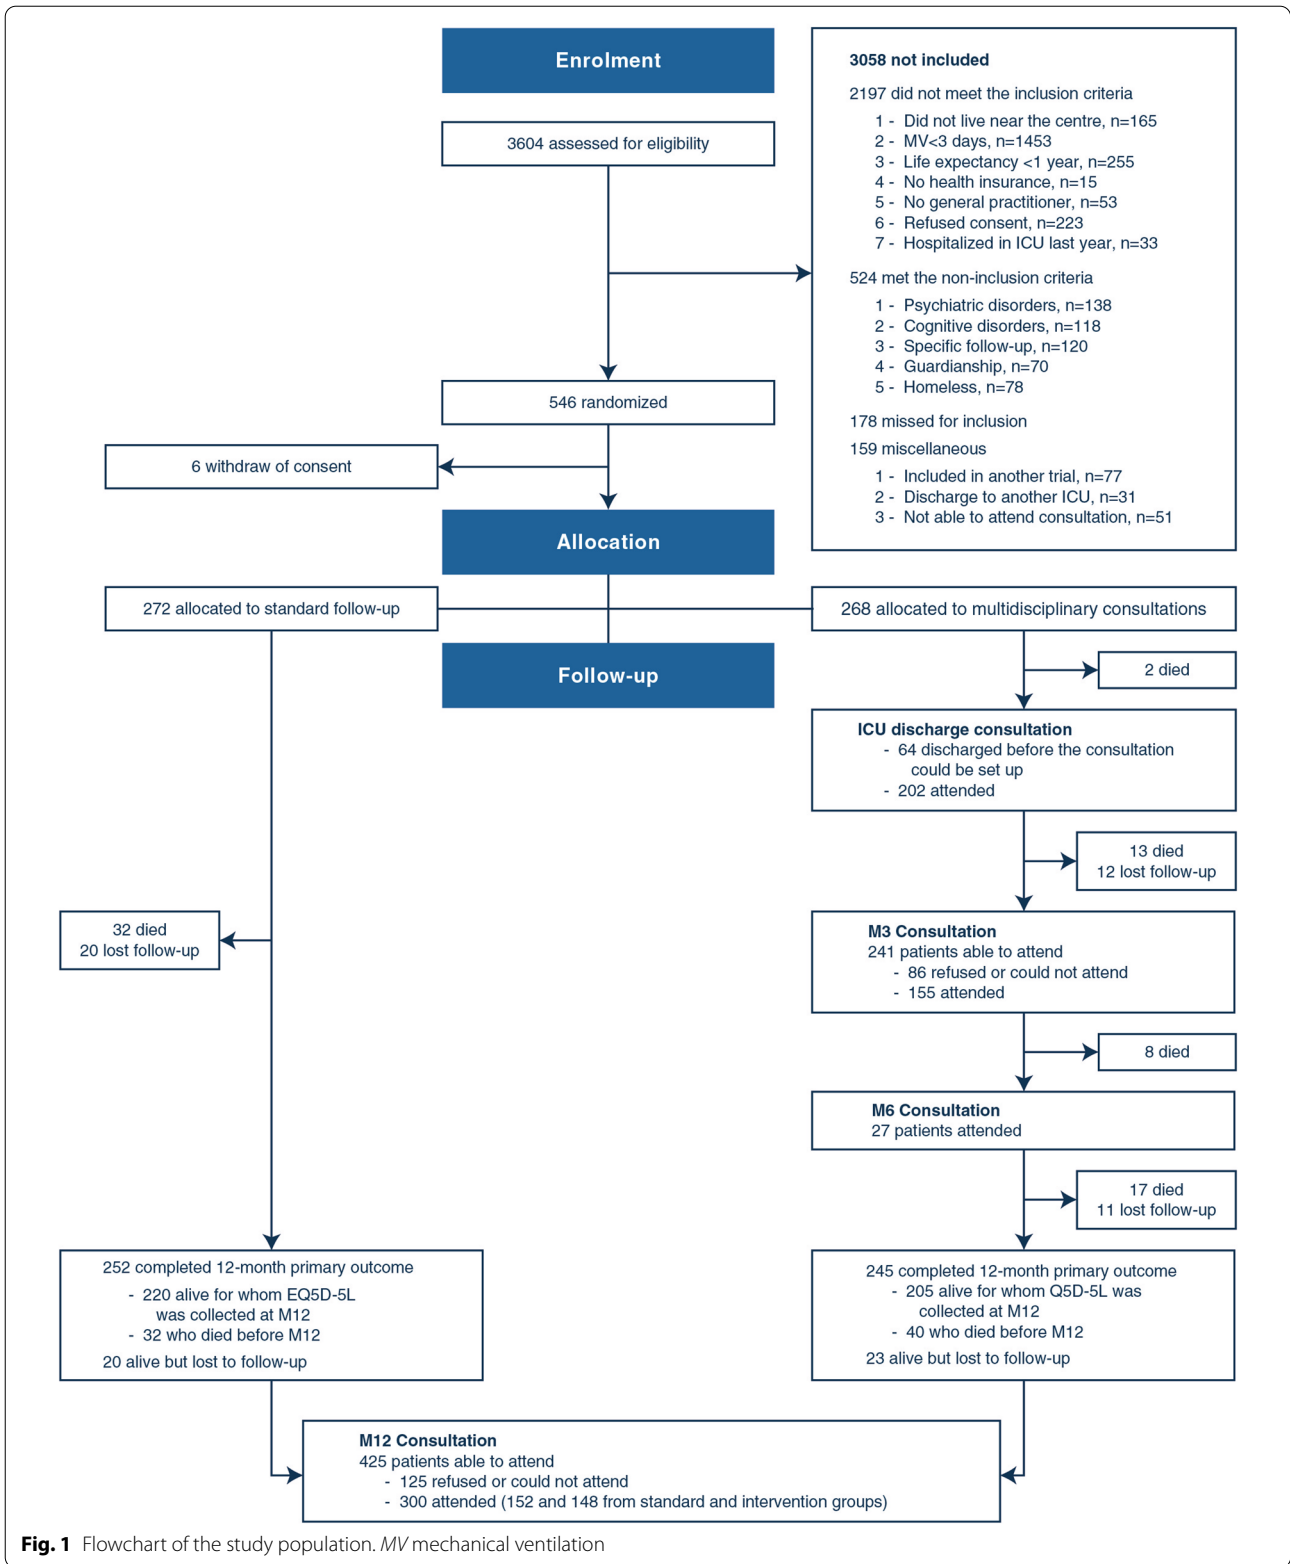 Enrolment
3604 assessed for eligibility
3058 not included
2197 did not meet the inclusion criteria
1 - Did not live near the centre, n=165
2 - MV<3 days, n=1453
3 - Life expectancy <1 year, n=255
4 - No health insurance, n=15
5 - No general practitioner, n=53
6 - Refused consent, n=223
7 - Hospitalized in ICU last year, n=33
524 met the non-inclusion criteria
1 - Psychiatric disorders, n=138
2 - Cognitive disorders, n=118
3 - Specific follow-up, n=120
4 - Guardianship, n=70
5 - Homeless, n=78
178 missed for inclusion
159 miscellaneous
1 - Included in another trial, n=77
2 - Discharge to another ICU, n=31
3 - Not able to attend consultation, n=51
546 randomized
6 withdraw of consent
Allocation
272 allocated to standard follow-up
268 allocated to multidisciplinary consultations
Follow-up
2 died
ICU discharge consultation
- 64 discharged before the consultation
could be set up
- 202 attended
13 died
12 lost follow-up
32 died
20 lost follow-up
M3 Consultation
241 patients able to attend
- 86 refused or could not attend
- 155 attended
8 died
M6 Consultation
27 patients attended
17 died
11 lost follow-up
252 completed 12-month primary outcome
- 220 alive for whom EQ5D-5L
was collected at M12
- 32 who died before M12
20 alive but lost to follow-up
245 completed 12-month primary outcome
- 205 alive for whom Q5D-5L was
collected at M12
- 40 who died before M12
23 alive but lost to follow-up
M12 Consultation
425 patients able to attend
- 125 refused or could not attend
- 300 attended (152 and 148 from standard and intervention groups)
Fig. 1 Flowchart of the study population. MV mechanical ventilation